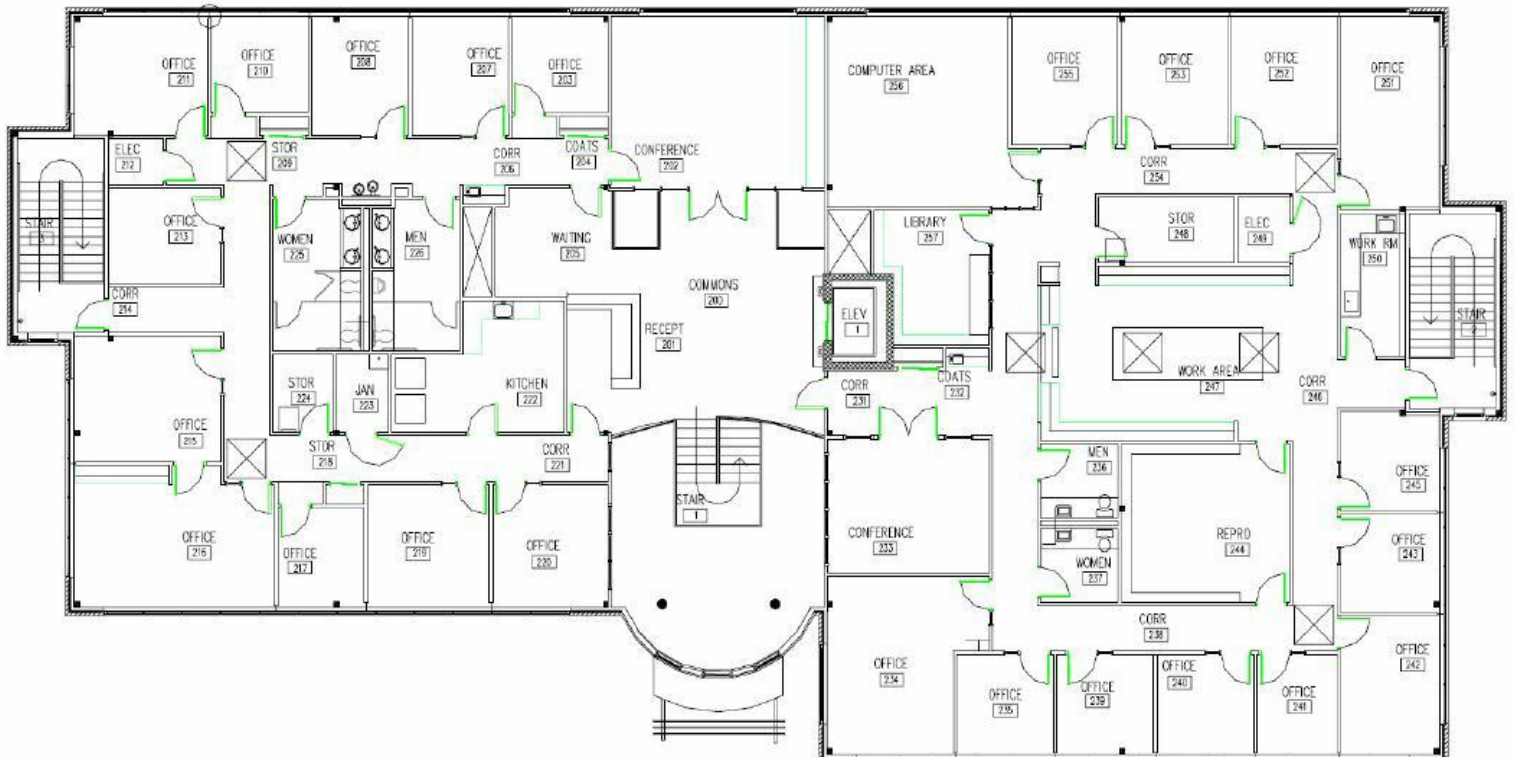 OFFICE
211
OFFICE
210
OFFICE
208
OFFICE
207
OFFICE
203
COMPUTER AREA
256
OFFICE
255
OFFICE
253
OFFICE
252
OFFICE
251
ELEC
212
STOR
209
CORR
206
COATS
204
CONFERENCE
202
CORR
254
STAIR
3
OFFICE
213
WOMEN
225
MEN
226
WAITING
205
LIBRARY
257
STOR
248
ELEC
249
WORK RM
250
CORR
214
COMMONS
200
RECEPT
201
ELEV
1
STAIR
2
STOR
224
JAN
223
KITCHEN
222
CORR
231
COATS
232
WORK AREA
247
CORR
246
OFFICE
215
STOR
218
CORR
221
MEN
236
OFFICE
245
STAIR
1
OFFICE
216
OFFICE
217
OFFICE
219
OFFICE
220
CONFERENCE
233
WOMEN
237
REPRO
244
OFFICE
243
CORR
238
OFFICE
234
OFFICE
235
OFFICE
239
OFFICE
240
OFFICE
241
OFFICE
242